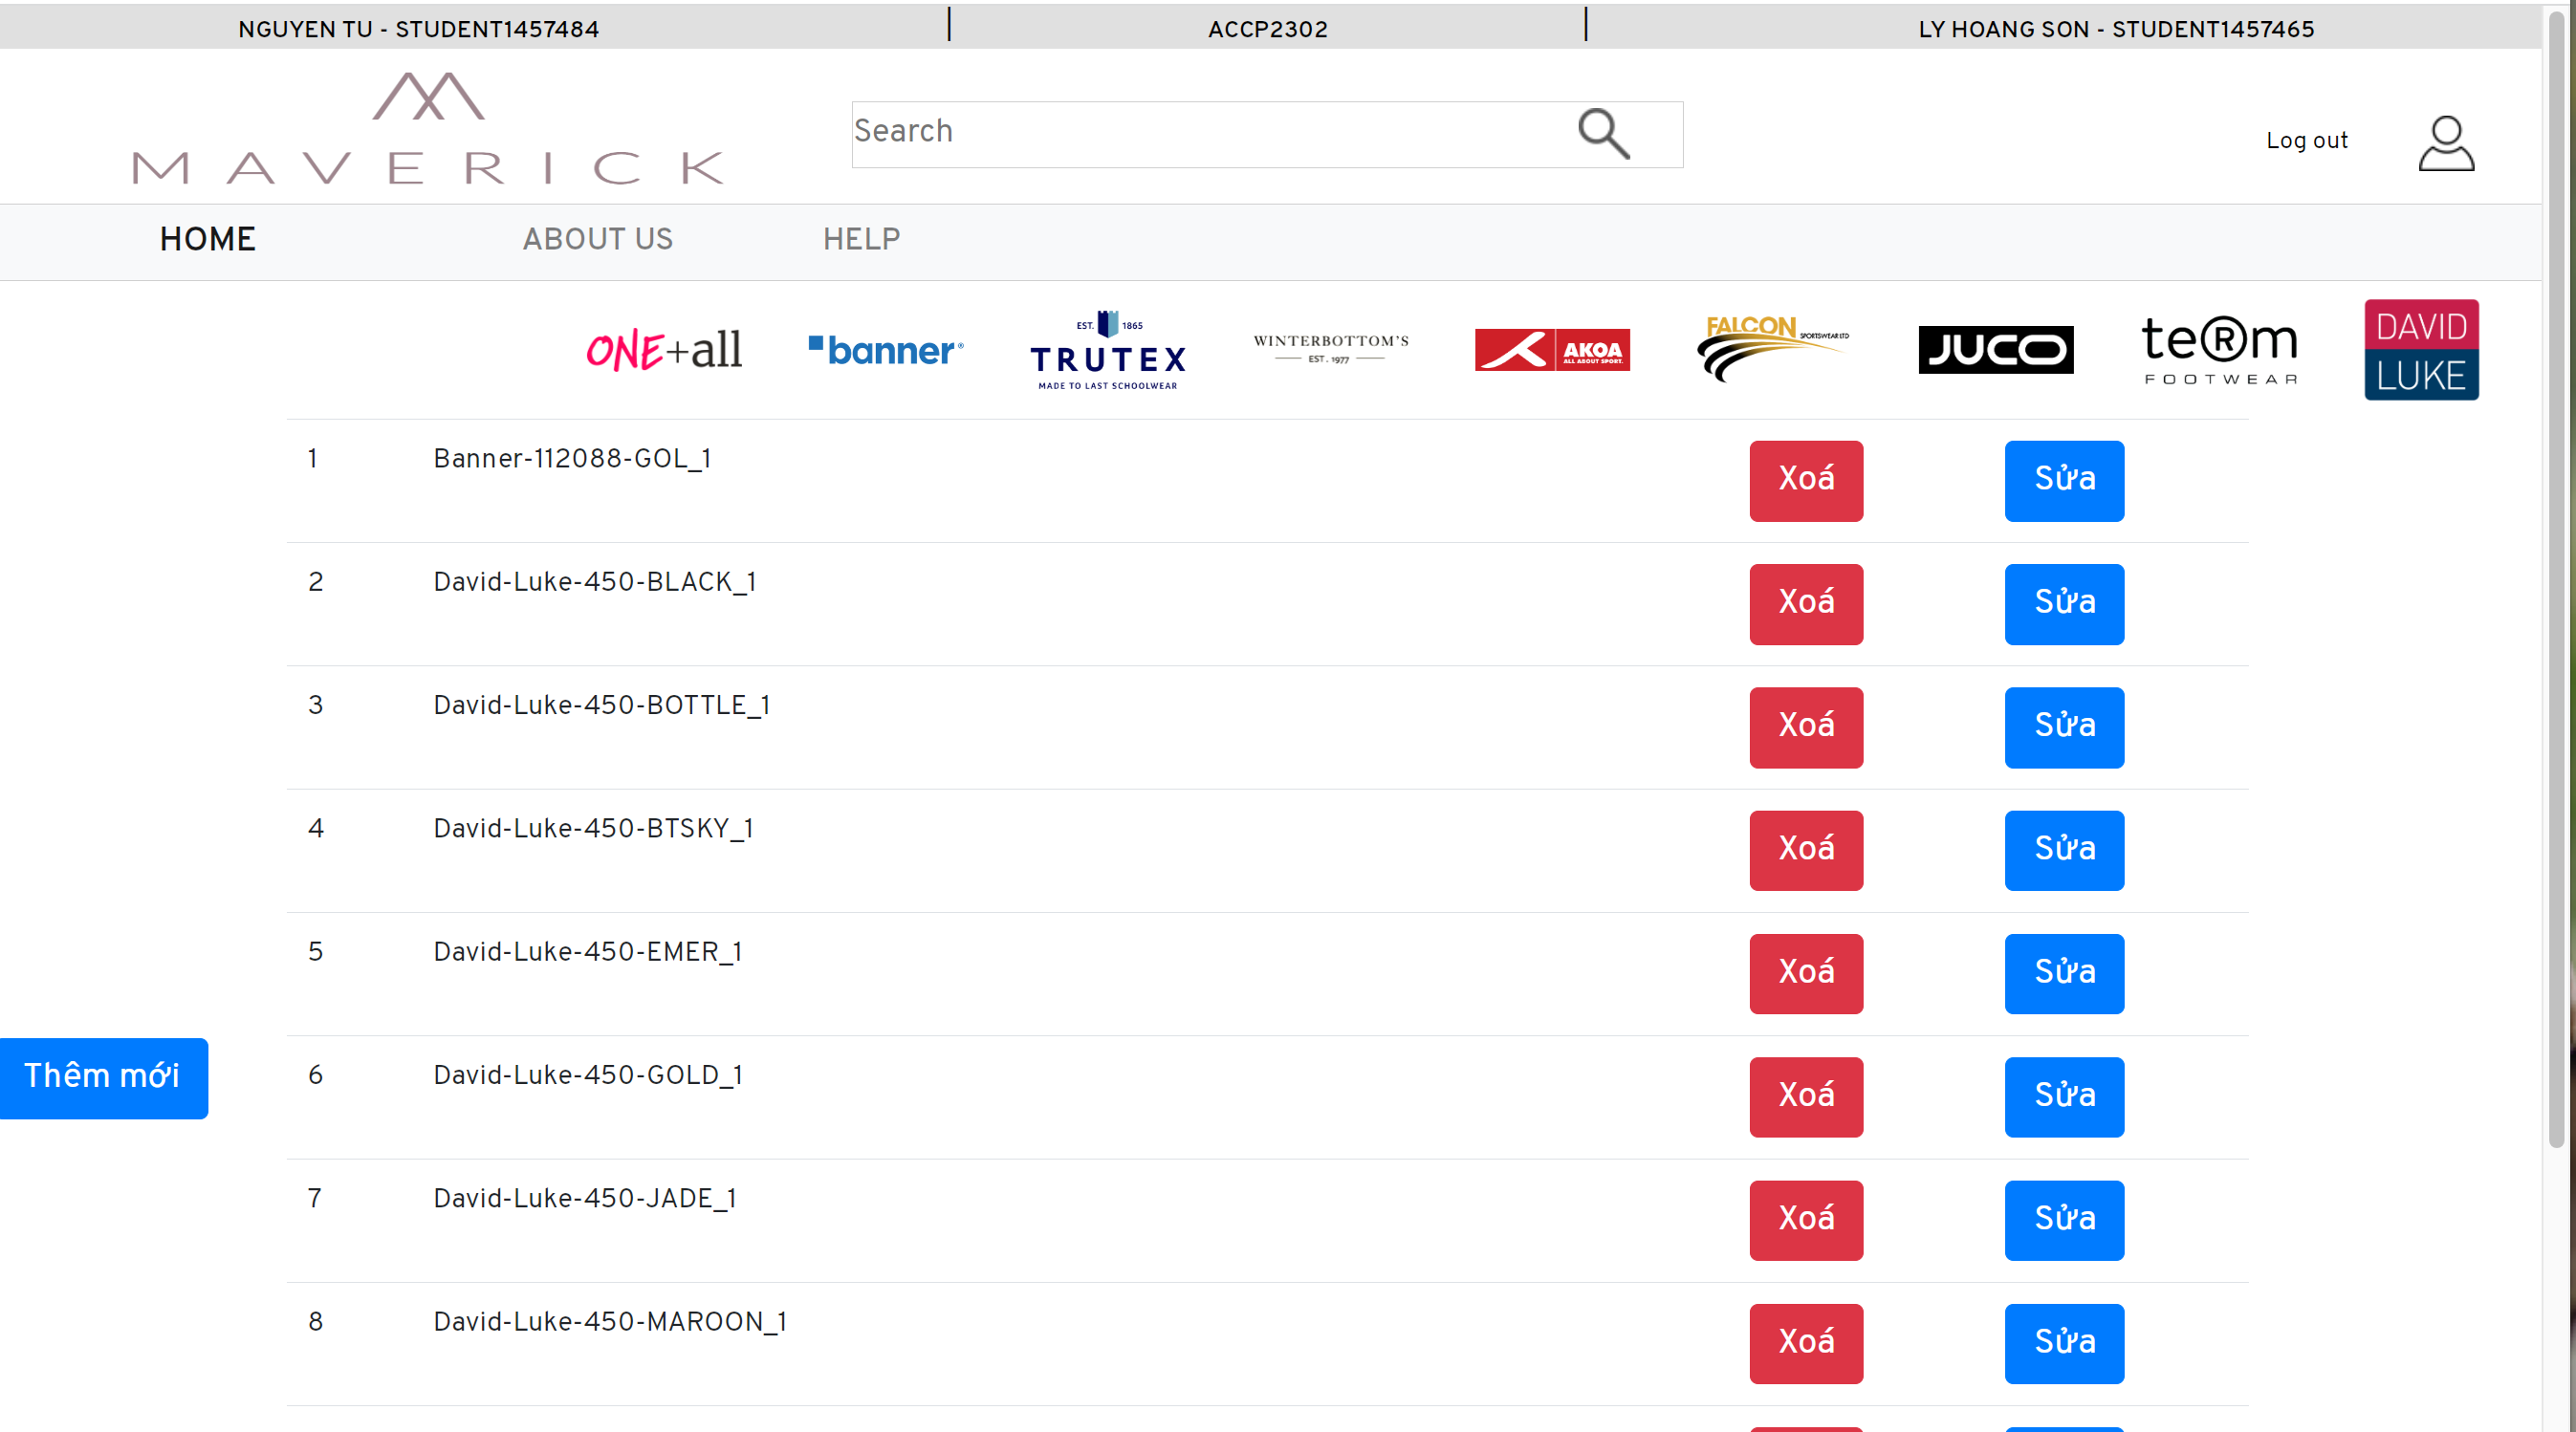 NGUYEN TU - STUDENT1457484 | ACCP2302 | LY HOANG SON - STUDENT1457465
MAVERICK
Search
Log out
HOME ABOUT US HELP
ONE+all
banner®
EST. 1865
TRUTEX
MADE TO LAST SCHOOLWEAR
WINTERBOTTOM'S
EST. 1977
AKOA
ALL ABOUT SPORT.
FALCON SPORTSWEAR LTD
JUCO
te®m
FOOTWEAR
DAVID
LUKE
1 Banner-112088-GOL_1 Xoá Sửa
2 David-Luke-450-BLACK_1 Xoá Sửa
3 David-Luke-450-BOTTLE_1 Xoá Sửa
4 David-Luke-450-BTSKY_1 Xoá Sửa
5 David-Luke-450-EMER_1 Xoá Sửa
Thêm mới
6 David-Luke-450-GOLD_1 Xoá Sửa
7 David-Luke-450-JADE_1 Xoá Sửa
8 David-Luke-450-MAROON_1 Xoá Sửa